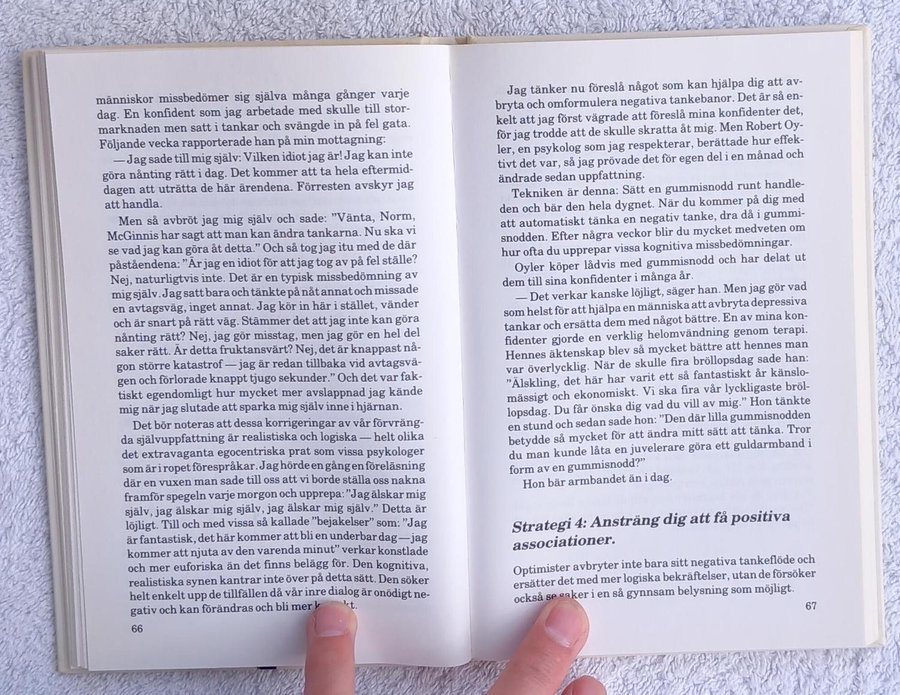 människor missbedömer sig själva många gånger varje
dag. En konfident som jag arbetade med skulle till stor-
marknaden men satt i tankar och svängde in på fel gata.
Följande vecka rapporterade han på min mottagning:
— Jag sade till mig själv: Vilken idiot jag är! Jag kan inte
göra nånting rätt i dag. Det kommer att ta hela eftermid-
dagen att uträtta de här ärendena. Förresten avskyr jag
att handla.
Men så avbröt jag mig själv och sade: "Vänta, Norm,
McGinnis har sagt att man kan ändra tankarna. Nu ska vi
se vad jag kan göra åt detta." Och så tog jag itu med de där
påståendena: "Är jag en idiot för att jag tog av på fel ställe?
Nej, naturligtvis inte. Det är en typisk missbedömning av
mig själv. Jag satt bara och tänkte på nåt annat och missade
en avtagsväg, inget annat. Jag kör in här i stället, vänder
och är snart på rätt väg. Stämmer det att jag inte kan göra
nånting rätt? Nej, jag gör misstag, men jag gör en hel del
saker rätt. Är detta fruktansvärt? Nej, det är knappast nå-
gon större katastrof — jag är redan tillbaka vid avtagsvä-
gen och förlorade knappt tjugo sekunder." Och det var fak-
tiskt egendomligt hur mycket mer avslappnad jag kände
mig när jag slutade att sparka mig själv inne i hjärnan.
Det bör noteras att dessa korrigeringar av vår förvräng-
da självuppfattning är realistiska och logiska — helt olika
det extravaganta egocentriska prat som vissa psykologer
som är i ropet förespråkar. Jag hörde en gång en föreläsning
där en vuxen man sade till oss att vi borde ställa oss nakna
framför spegeln varje morgon och upprepa: "Jag älskar mig
själv, jag älskar mig själv, jag älskar mig själv." Detta är
löjligt. Till och med vissa så kallade "bejakelser" som: "Jag
är fantastisk, det här kommer att bli en underbar dag — jag
kommer att njuta av den varenda minut" verkar konstlade
och mer euforiska än det finns belägg för. Den kognitiva,
realistiska synen kantrar inte över på detta sätt. Den söker
helt enkelt upp de tillfällen då vår inre dialog är onödigt ne-
gativ och kan förändras och bli mer
66
Jag tänker nu föreslå något som kan hjälpa dig att av-
bryta och omformulera negativa tankebanor. Det är så en-
kelt att jag först vägrade att föreslå mina konfidenter det,
för jag trodde att de skulle skratta åt mig. Men Robert Oy-
ler, en psykolog som jag respekterar, berättade hur effek-
tivt det var, så jag prövade det för egen del i en månad och
ändrade sedan uppfattning.
Tekniken är denna: Sätt en gummisnodd runt handle-
den och bär den hela dygnet. När du kommer på dig med
att automatiskt tänka en negativ tanke, dra då i gummi-
snodden. Efter några veckor blir du mycket medveten om
hur ofta du upprepar vissa kognitiva missbedömningar.
Oyler köper lådvis med gummisnodd och har delat ut
dem till sina konfidenter i många år.
— Det verkar kanske löjligt, säger han. Men jag gör vad
som helst för att hjälpa en människa att avbryta depressiva
tankar och ersätta dem med något bättre. En av mina kon-
fidenter gjorde en verklig helomvändning genom terapi.
Hennes äktenskap blev så mycket bättre att hennes man
var överlycklig. När de skulle fira bröllopsdag sade han:
"Älskling, det här har varit ett så fantastiskt år känslo-
mässigt och ekonomiskt. Vi ska fira vår lyckligaste bröl-
lopsdag. Du får önska dig vad du vill av mig." Hon tänkte
en stund och sedan sade hon: "Den där lilla gummisnodden
betydde så mycket för att ändra mitt sätt att tänka. Tror
du man kunde låta en juvelerare göra ett guldarmband i
form av en gummisnodd?"
Hon bär armbandet än i dag.
Strategi 4: Ansträng dig att få positiva
associationer.
Optimister avbryter inte bara sitt negativa tankeflöde och
ersätter det med mer logiska bekräftelser, utan de försöker
också se saker i en så gynnsam belysning som möjligt.
67